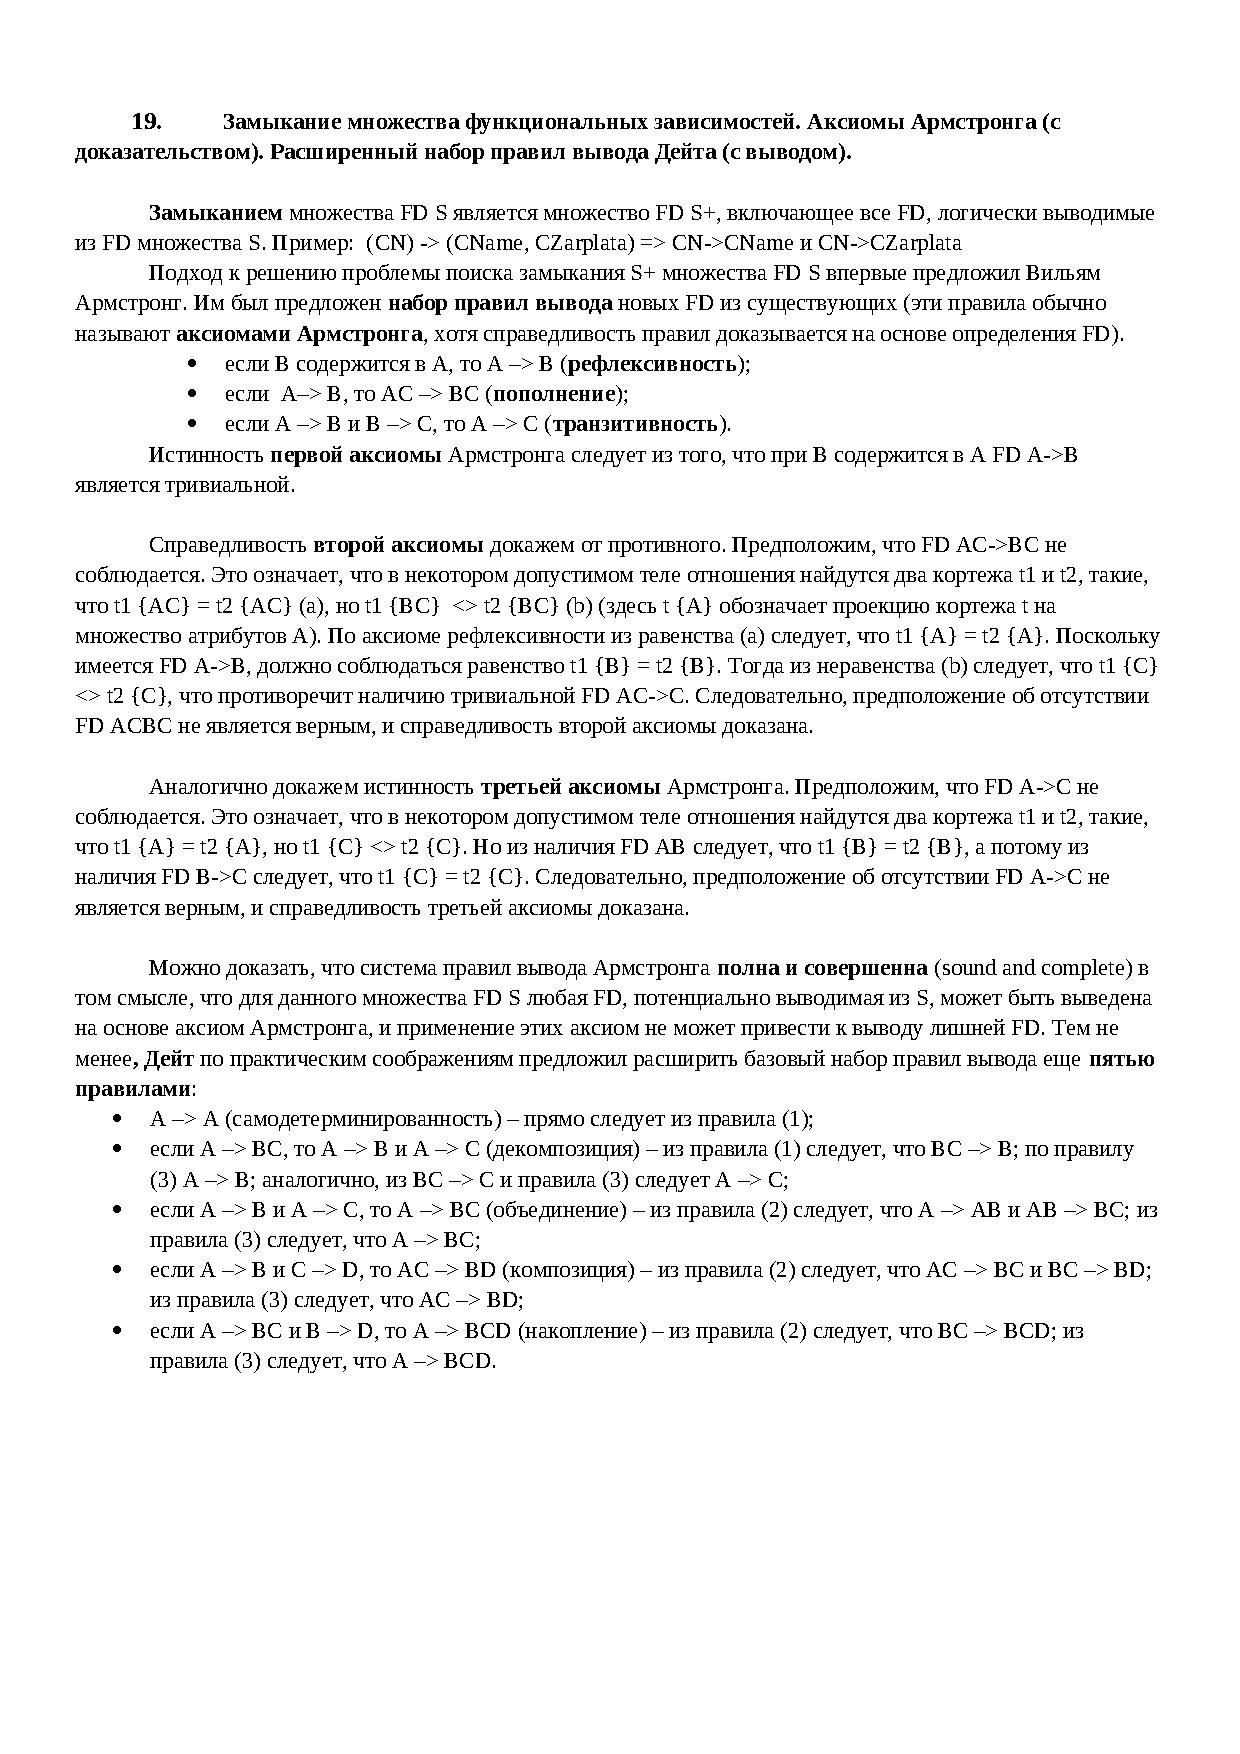 19. Замыкание множества функциональных зависимостей. Аксиомы Армстронга (с
доказательством). Расширенный набор правил вывода Дейта (с выводом).
Замыканием множества FD S является множество FD S+, включающее все FD, логически выводимые
из FD множества S. Пример:  (CN) -> (CName, CZarplata) => CN->CName и CN->CZarplata
Подход к решению проблемы поиска замыкания S+ множества FD S впервые предложил Вильям
Армстронг. Им был предложен набор правил вывода новых FD из существующих (эти правила обычно
называют аксиомами Армстронга, хотя справедливость правил доказывается на основе определения FD).
• если B содержится в A, то A –> B (рефлексивность);
• если  A–> B, то AC –> BC (пополнение);
• если A –> B и B –> C, то A –> C (транзитивность).
Истинность первой аксиомы Армстронга следует из того, что при B содержится в A FD A->B
является тривиальной.
Справедливость второй аксиомы докажем от противного. Предположим, что FD AC->BC не
соблюдается. Это означает, что в некотором допустимом теле отношения найдутся два кортежа t1 и t2, такие,
что t1 {AC} = t2 {AC} (a), но t1 {BC}  <> t2 {BC} (b) (здесь t {A} обозначает проекцию кортежа t на
множество атрибутов A). По аксиоме рефлексивности из равенства (a) следует, что t1 {A} = t2 {A}. Поскольку
имеется FD A->B, должно соблюдаться равенство t1 {B} = t2 {B}. Тогда из неравенства (b) следует, что t1 {C}
<> t2 {C}, что противоречит наличию тривиальной FD AC->C. Следовательно, предположение об отсутствии
FD ACBC не является верным, и справедливость второй аксиомы доказана.
Аналогично докажем истинность третьей аксиомы Армстронга. Предположим, что FD A->C не
соблюдается. Это означает, что в некотором допустимом теле отношения найдутся два кортежа t1 и t2, такие,
что t1 {A} = t2 {A}, но t1 {C} <> t2 {C}. Но из наличия FD AB следует, что t1 {B} = t2 {B}, а потому из
наличия FD B->C следует, что t1 {C} = t2 {C}. Следовательно, предположение об отсутствии FD A->C не
является верным, и справедливость третьей аксиомы доказана.
Можно доказать, что система правил вывода Армстронга полна и совершенна (sound and complete) в
том смысле, что для данного множества FD S любая FD, потенциально выводимая из S, может быть выведена
на основе аксиом Армстронга, и применение этих аксиом не может привести к выводу лишней FD. Тем не
менее, Дейт по практическим соображениям предложил расширить базовый набор правил вывода еще пятью
правилами:
• A –> A (самодетерминированность) – прямо следует из правила (1);
• если A –> BC, то A –> B и A –> C (декомпозиция) – из правила (1) следует, что BC –> B; по правилу
(3) A –> B; аналогично, из BC –> C и правила (3) следует A –> C;
• если A –> B и A –> C, то A –> BC (объединение) – из правила (2) следует, что A –> AB и AB –> BC; из
правила (3) следует, что A –> BC;
• если A –> B и C –> D, то AC –> BD (композиция) – из правила (2) следует, что AC –> BC и BC –> BD;
из правила (3) следует, что AC –> BD;
• если A –> BC и B –> D, то A –> BCD (накопление) – из правила (2) следует, что BC –> BCD; из
правила (3) следует, что A –> BCD.